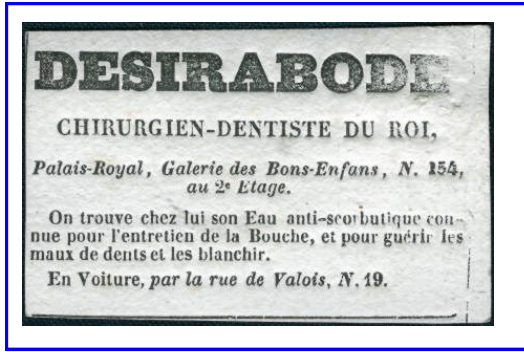 DESIRABODE
CHIRURGIEN-DENTISTE DU ROI,
Palais-Royal, Galerie des Bons-Enfans, N. 154,
au 2e Etage.
On trouve chez lui son Eau anti-scorbutique con-
nue pour l'entretien de la Bouche, et pour guérir les
maux de dents et les blanchir.
En Voiture, par la rue de Valois, N. 19.